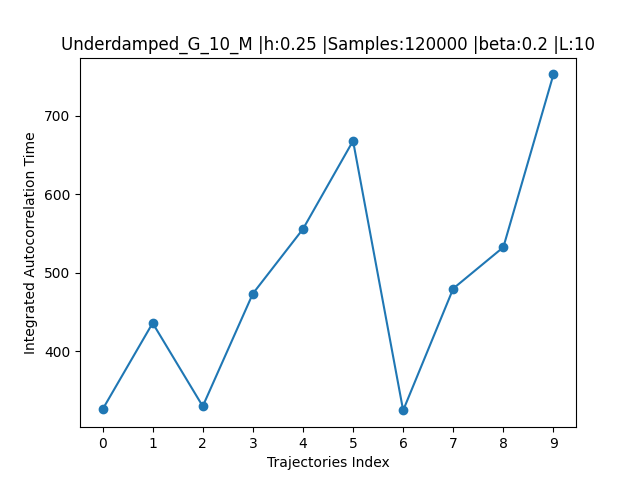 Underdamped_G_10_M |h:0.25 |Samples:120000 |beta:0.2 |L:10
Integrated Autocorrelation Time
700
600
500
400
0 1 2 3 4 5 6 7 8 9
Trajectories Index